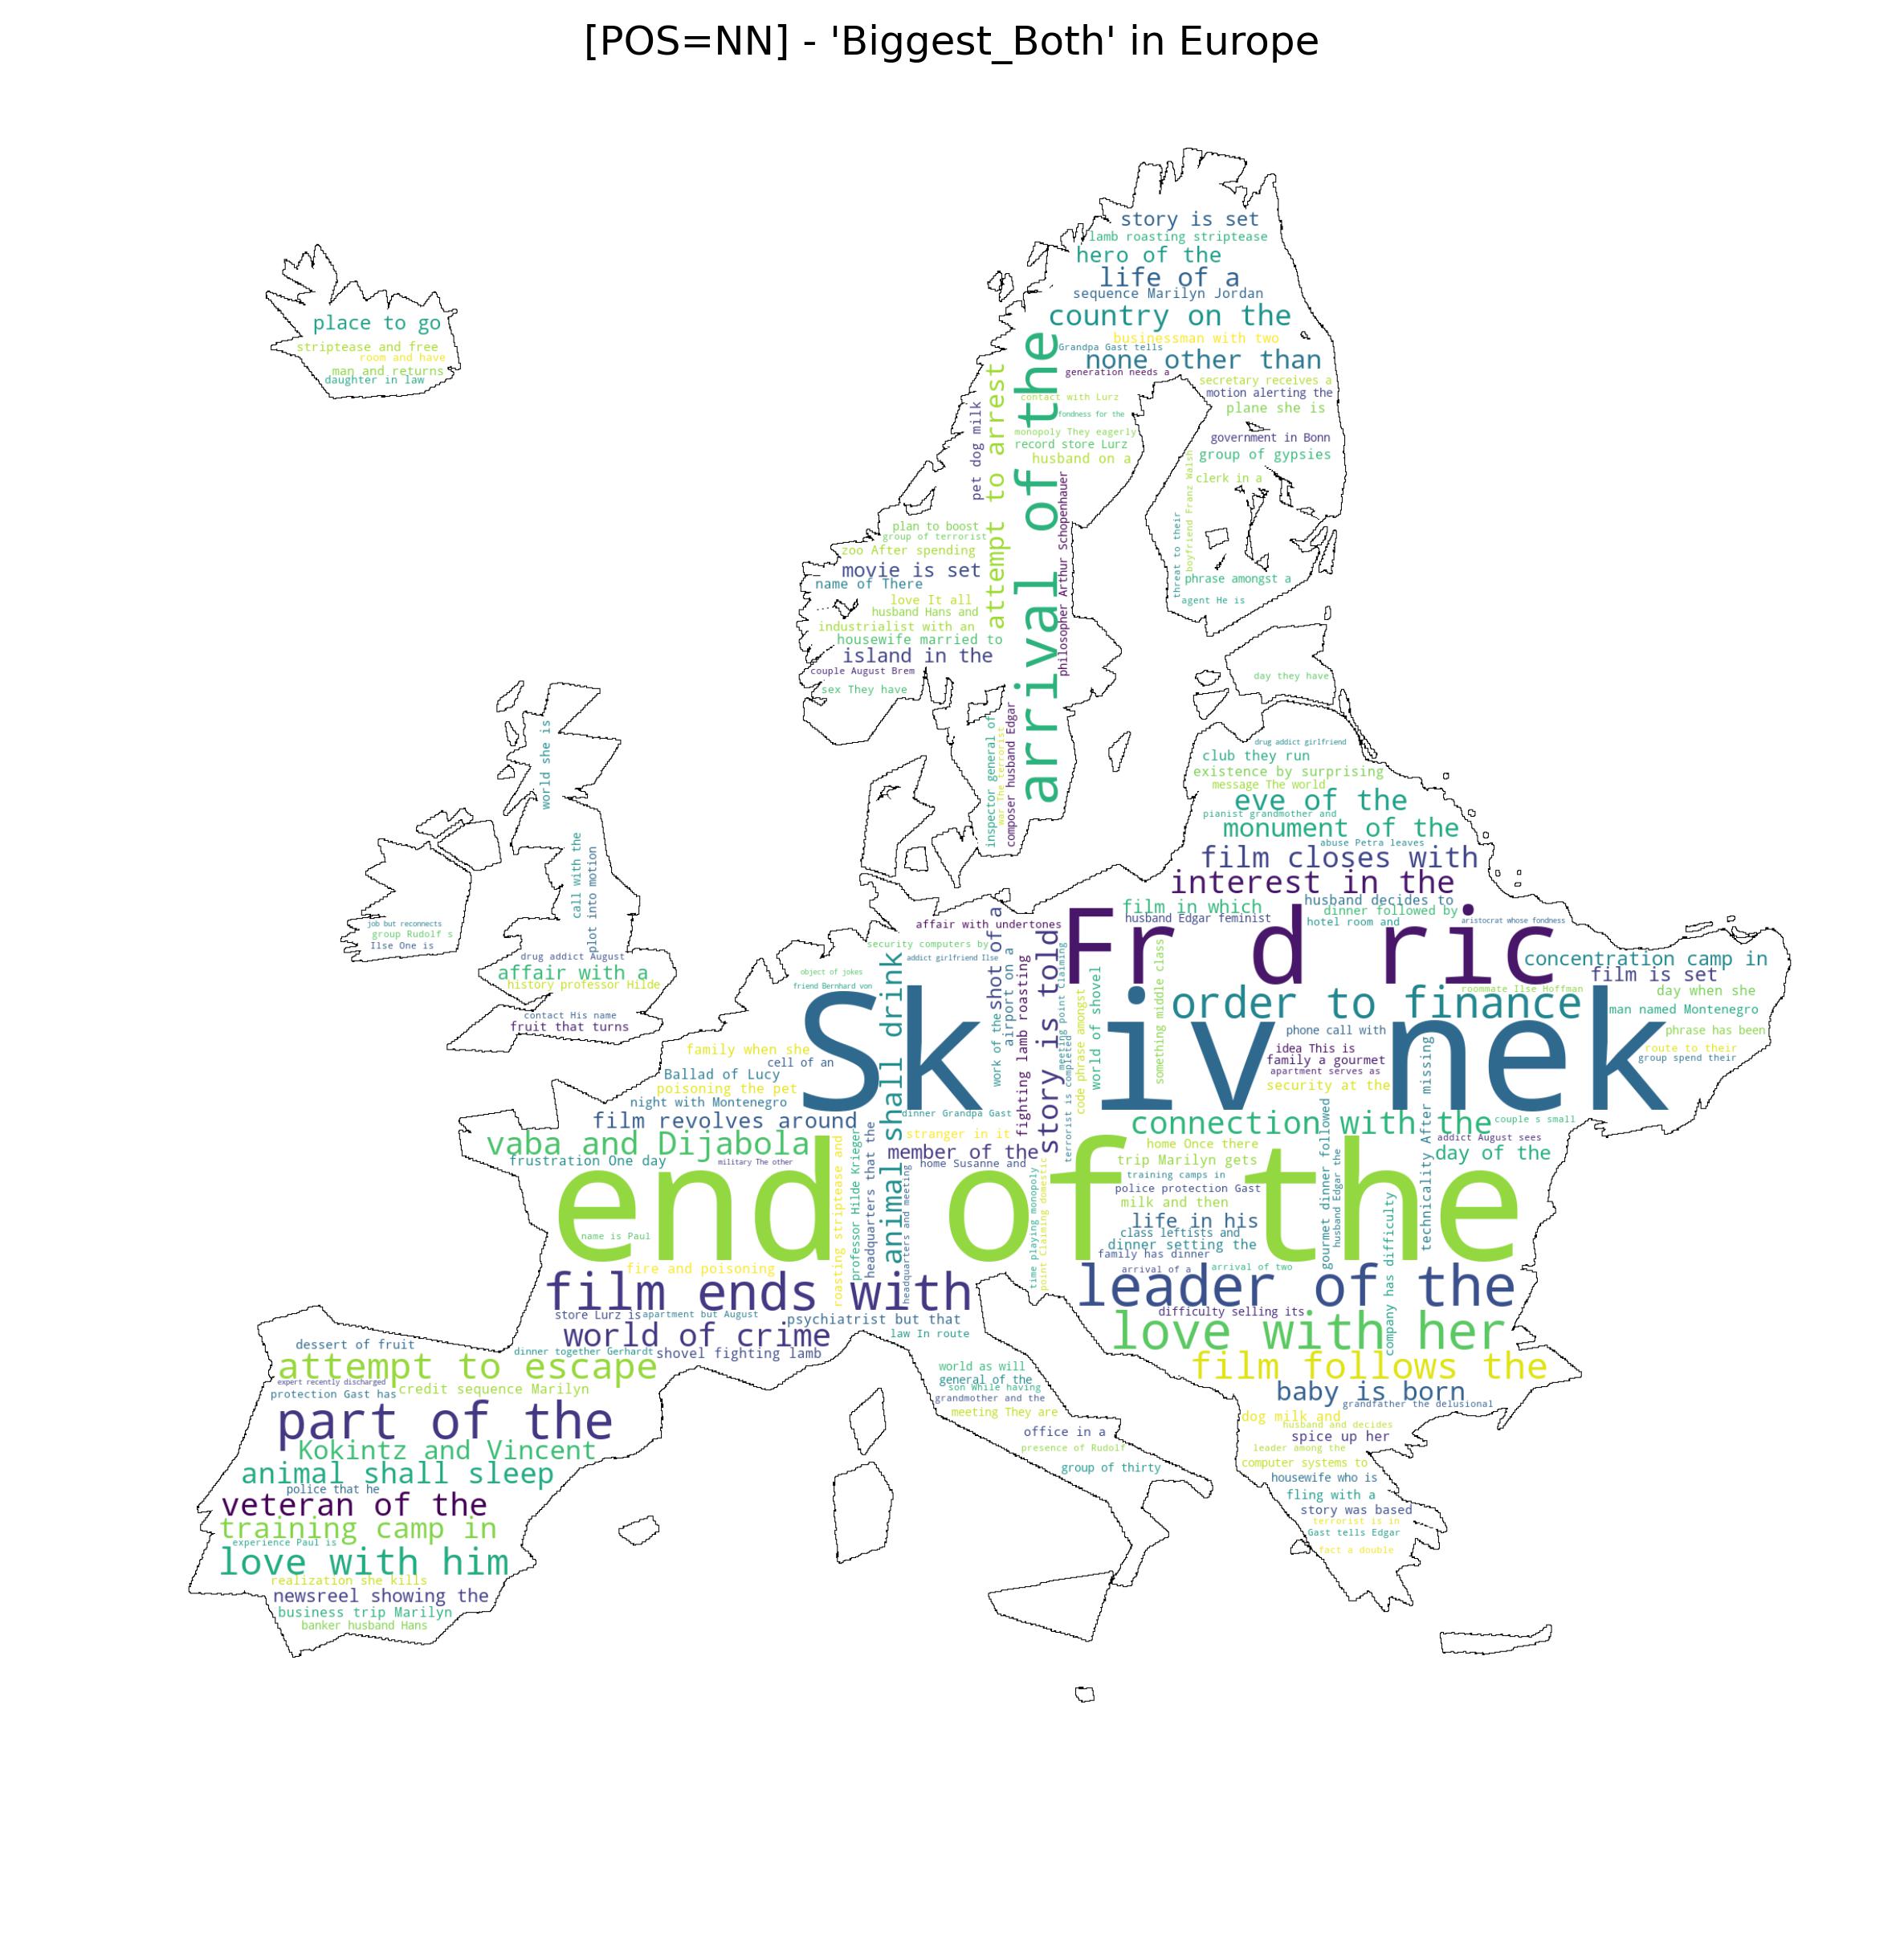 [POS=NN] - 'Biggest_Both' in Europe
story is set
lamb roasting striptease
hero of the
life of a
sequence Marilyn Jordan
country on the
businessman with two
Grandpa Gast tells
none other than
generation needs a
secretary receives a
motion alerting the
plane she is
contact with Lurz
fondness for the
monopoly They eagerly
record store Lurz
husband on a
government in Bonn
group of gypsies
clerk in a
boyfriend Franz Walsh
threat to their
phrase amongst a
agent He is
place to go
striptease and free
room and have
man and returns
daughter in law
pet dog milk
attempt to arrest
arrival of the
philosopher Arthur Schopenhauer
plan to boost
group of terrorist
zoo After spending
movie is set
name of There
love It all
husband Hans and
industrialist with an
housewife married to
island in the
couple August Brem
sex They have
inspector general of
war The terrorist
composer husband Edgar
day they have
world she is
call with the
plot into motion
job but reconnects
group Rudolf s
Ilse One is
drug addict August
affair with a
history professor Hilde
contact His name
fruit that turns
drug addict girlfriend
club they run
existence by surprising
message The world
eve of the
pianist grandmother and
monument of the
abuse Petra leaves
film closes with
interest in the
husband decides to
film in which
dinner followed by
husband Edgar feminist
hotel room and
aristocrat whose fondness
affair with undertones
security computers by
addict girlfriend Ilse
object of jokes
friend Bernhard von
Fr d ric
concentration camp in
film is set
roommate Ilse Hoffman
day when she
order to finance
man named Montenegro
Sk iv nek
phone call with
phrase has been
idea This is
family a gourmet
apartment serves as
route to their
group spend their
security at the
animal shall drink
shot of a
airport on a
work of the
fighting lamb roasting
story is told
meeting point Claiming
terrorist is completed
code phrase amongst
world of shovel
something middle class
family when she
cell of an
Ballad of Lucy
poisoning the pet
night with Montenegro
film revolves around
dinner Grandpa Gast
connection with the
couple s small
vaba and Dijabola
stranger in it
member of the
home Susanne and
frustration One day
military The other
home Once there
trip Marilyn gets
training camps in
police protection Gast
milk and then
addict August sees
day of the
technically After missing
end of the
name is Paul
life in his
class leftists and
dinner setting the
family has dinner
arrival of a
arrival of two
gourmet dinner followed
husband Edgar the
company has difficulty
roasting striptease and
professor Hilde Krieger
headquarters that the
headquarters and meeting
time playing monopoly
point Claiming domestic
fire and poisoning
film ends with
leader of the
store Lurz is
apartment but August
psychiatrist but that
difficulty selling its
world of crime
law In route
love with her
dinner together Gerhardt
shovel fighting lamb
dessert of fruit
attempt to escape
film follows the
expert recently discharged
protection Gast has
credit sequence Marilyn
world as will
general of the
son While having
grandmother and the
meeting They are
baby is born
grandfather the delusional
part of the
office in a
presence of Rudolf
group of thirty
dog milk and
husband and decides
spice up her
leader among the
computer systems to
housewife who is
fling with a
story was based
terrorist is in
Gast tells Edgar
fact a double
Kokintz and Vincent
animal shall sleep
police that he
veteran of the
training camp in
experience Paul is
love with him
realization she kills
newsreel showing the
business trip Marilyn
banker husband Hans